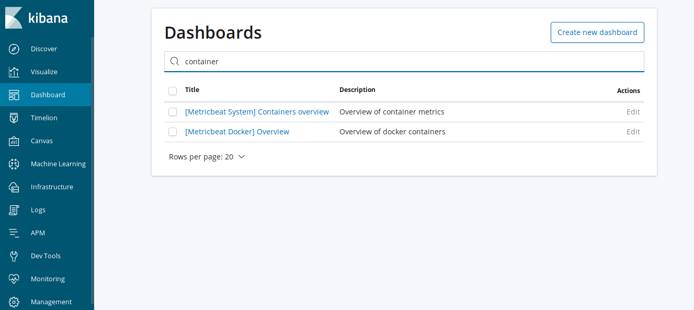 kibana
Discover
Visualize
Dashboard
Timelion
Canvas
Machine Learning
Infrastructure
Logs
APM
Dev Tools
Monitoring
Management
Dashboards
Create new dashboard
container
Title Description Actions
[Metricbeat System] Containers overview Overview of container metrics Edit
[Metricbeat Docker] Overview Overview of docker containers Edit
Rows per page: 20